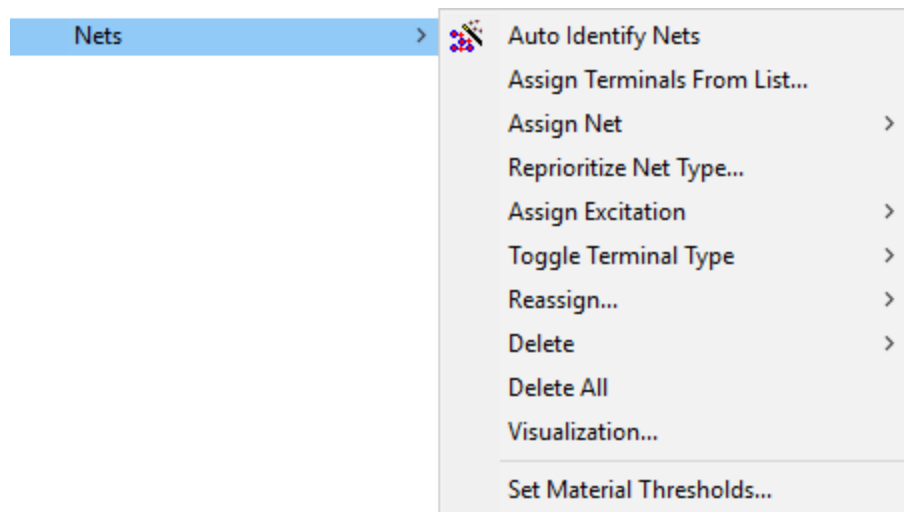 Nets
Auto Identify Nets
Assign Terminals From List...
Assign Net
Reprioritize Net Type...
Assign Excitation
Toggle Terminal Type
Reassign...
Delete
Delete All
Visualization...
Set Material Thresholds...